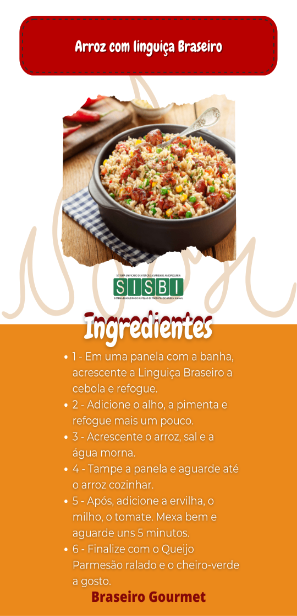 Arroz com linguiça Braseiro
SISBI
Ingredientes
• 1 - Em uma panela com a banha,
acrescente a Linguiça Braseiro a
cebola e refogue.
• 2 - Adicione o alho, a pimenta e
refogue mais um pouco.
• 3 - Acrescente o arroz, sal e a
água morna.
• 4 - Tampe a panela e aguarde até
o arroz cozinhar.
• 5 - Após, adicione a ervilha, o
milho, o tomate. Mexa bem e
aguarde uns 5 minutos.
• 6 - Finalize com o Queijo
Parmesão ralado e o cheiro-verde
a gosto.
Braseiro Gourmet